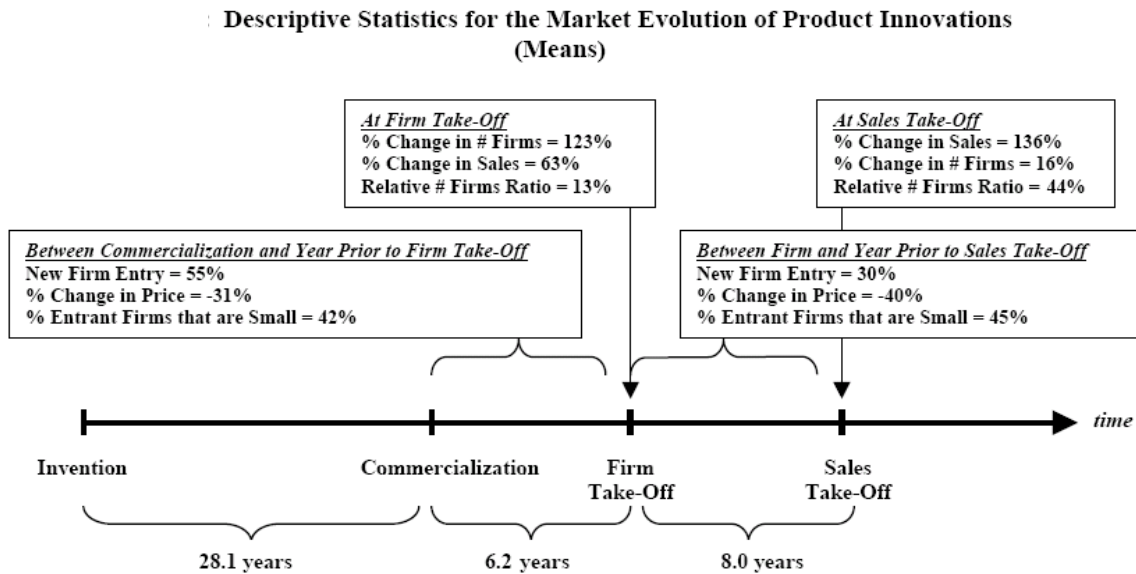 : Descriptive Statistics for the Market Evolution of Product Innovations
(Means)
At Firm Take-Off
% Change in # Firms = 123%
% Change in Sales = 63%
Relative # Firms Ratio = 13%
At Sales Take-Off
% Change in Sales = 136%
% Change in # Firms = 16%
Relative # Firms Ratio = 44%
Between Commercialization and Year Prior to Firm Take-Off
New Firm Entry = 55%
% Change in Price = -31%
% Entrant Firms that are Small = 42%
Between Firm and Year Prior to Sales Take-Off
New Firm Entry = 30%
% Change in Price = -40%
% Entrant Firms that are Small = 45%
time
Invention
Commercialization
Firm
Take-Off
Sales
Take-Off
28.1 years
6.2 years
8.0 years